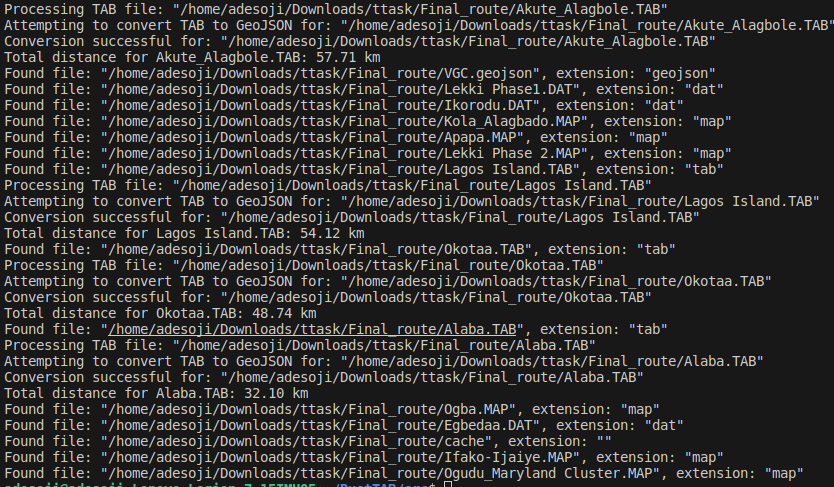 Processing TAB file: "/home/adesoji/Downloads/ttask/Final_route/Akute_Alagbole.TAB"
Attempting to convert TAB to GeoJSON for: "/home/adesoji/Downloads/ttask/Final_route/Akute_Alagbole.TAB"
Conversion successful for: "/home/adesoji/Downloads/ttask/Final_route/Akute_Alagbole.TAB"
Total distance for Akute_Alagbole.TAB: 57.71 km
Found file: "/home/adesoji/Downloads/ttask/Final_route/VGC.geojson", extension: "geojson"
Found file: "/home/adesoji/Downloads/ttask/Final_route/Lekki Phase1.DAT", extension: "dat"
Found file: "/home/adesoji/Downloads/ttask/Final_route/Ikorodu.DAT", extension: "dat"
Found file: "/home/adesoji/Downloads/ttask/Final_route/Kola_Alagbado.MAP", extension: "map"
Found file: "/home/adesoji/Downloads/ttask/Final_route/Apapa.MAP", extension: "map"
Found file: "/home/adesoji/Downloads/ttask/Final_route/Lekki Phase 2.MAP", extension: "map"
Found file: "/home/adesoji/Downloads/ttask/Final_route/Lagos Island.TAB", extension: "tab"
Processing TAB file: "/home/adesoji/Downloads/ttask/Final_route/Lagos Island.TAB"
Attempting to convert TAB to GeoJSON for: "/home/adesoji/Downloads/ttask/Final_route/Lagos Island.TAB"
Conversion successful for: "/home/adesoji/Downloads/ttask/Final_route/Lagos Island.TAB"
Total distance for Lagos Island.TAB: 54.12 km
Found file: "/home/adesoji/Downloads/ttask/Final_route/Okotaa.TAB", extension: "tab"
Processing TAB file: "/home/adesoji/Downloads/ttask/Final_route/Okotaa.TAB"
Attempting to convert TAB to GeoJSON for: "/home/adesoji/Downloads/ttask/Final_route/Okotaa.TAB"
Conversion successful for: "/home/adesoji/Downloads/ttask/Final_route/Okotaa.TAB"
Total distance for Okotaa.TAB: 48.74 km
Found file: "/home/adesoji/Downloads/ttask/Final_route/Alaba.TAB", extension: "tab"
Processing TAB file: "/home/adesoji/Downloads/ttask/Final_route/Alaba.TAB"
Attempting to convert TAB to GeoJSON for: "/home/adesoji/Downloads/ttask/Final_route/Alaba.TAB"
Conversion successful for: "/home/adesoji/Downloads/ttask/Final_route/Alaba.TAB"
Total distance for Alaba.TAB: 32.10 km
Found file: "/home/adesoji/Downloads/ttask/Final_route/Ogba.MAP", extension: "map"
Found file: "/home/adesoji/Downloads/ttask/Final_route/Egbedaa.DAT", extension: "dat"
Found file: "/home/adesoji/Downloads/ttask/Final_route/cache", extension: ""
Found file: "/home/adesoji/Downloads/ttask/Final_route/Ifako-Ijaiye.MAP", extension: "map"
Found file: "/home/adesoji/Downloads/ttask/Final_route/Ogudu_Maryland Cluster.MAP", extension: "map"